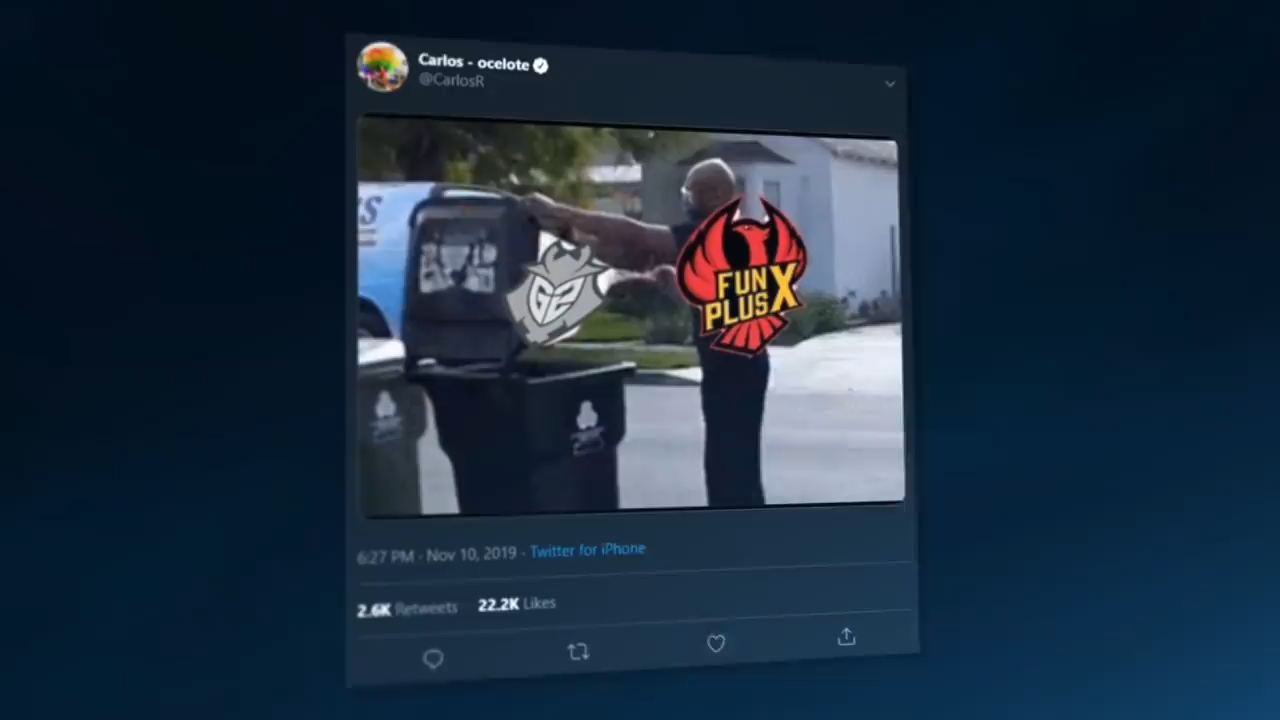 Carlos - ocelote
@CarlosR
S
G2
FUN
PLUS X
6:27 PM · Nov 10, 2019 · Twitter for iPhone
2.6K Retweets 22.2K Likes